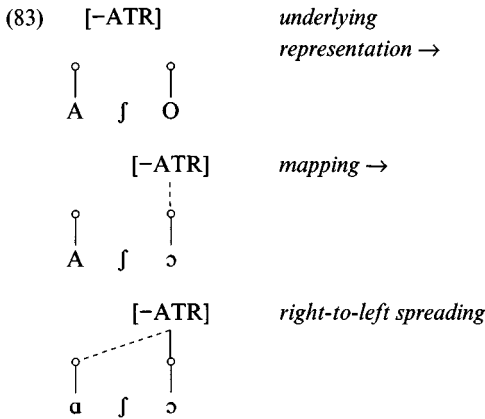 (83) [−ATR] underlying
representation →
A ʃ O
[−ATR] mapping →
A ʃ ɔ
[−ATR] right-to-left spreading
ɑ ʃ ɔ